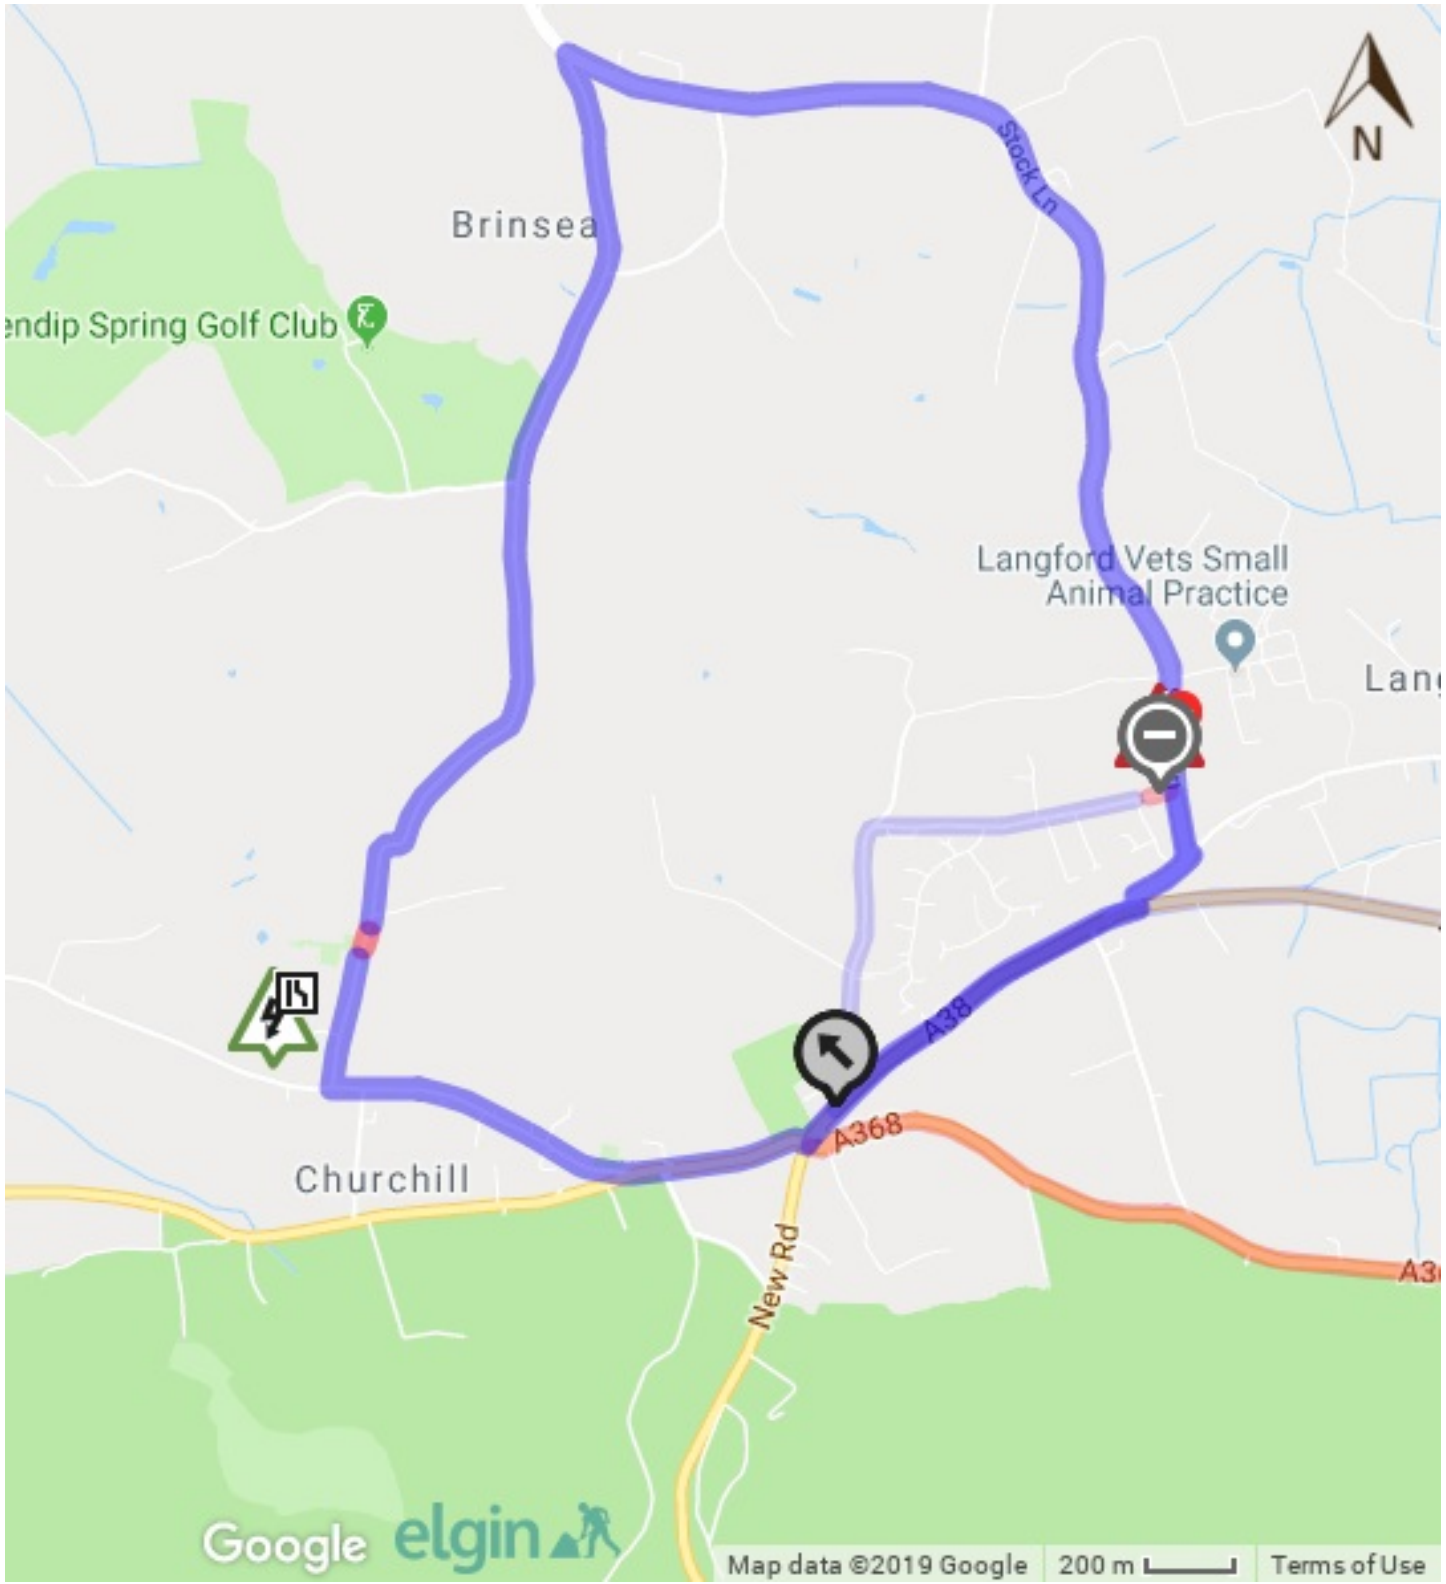 N
Stock Ln
Brinsea
endip Spring Golf Club
Langford Vets Small
Animal Practice
Lang
A38
A368
Churchill
New Rd
A3
Google
elgin
Map data ©2019 Google
200 m
Terms of Use